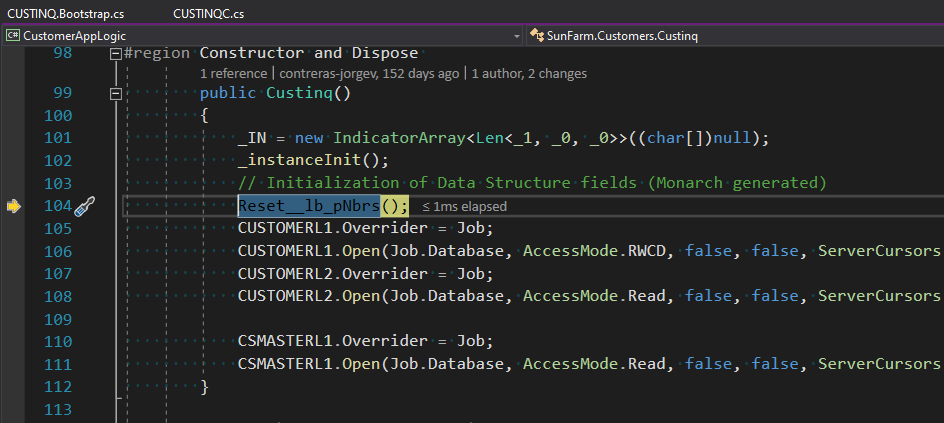 CUSTINQ.Bootstrap.cs CUSTINQC.cs
C# CustomerAppLogic SunFarm.Customers.Custinq
98 #region Constructor and Dispose
1 reference | contreras-jorgev, 152 days ago | 1 author, 2 changes
99 public Custinq()
100 {
101 _IN = new IndicatorArray<Len<_1, _0, _0>>((char[])null);
102 _instanceInit();
103 // Initialization of Data Structure fields (Monarch generated)
104 Reset__lb_pNbrs(); ≤ 1ms elapsed
105 CUSTOMERL1.Overrider = Job;
106 CUSTOMERL1.Open(Job.Database, AccessMode.RWCD, false, false, ServerCursors
107 CUSTOMERL2.Overrider = Job;
108 CUSTOMERL2.Open(Job.Database, AccessMode.Read, false, false, ServerCursors
109
110 CSMASTERL1.Overrider = Job;
111 CSMASTERL1.Open(Job.Database, AccessMode.Read, false, false, ServerCursors
112 }
113